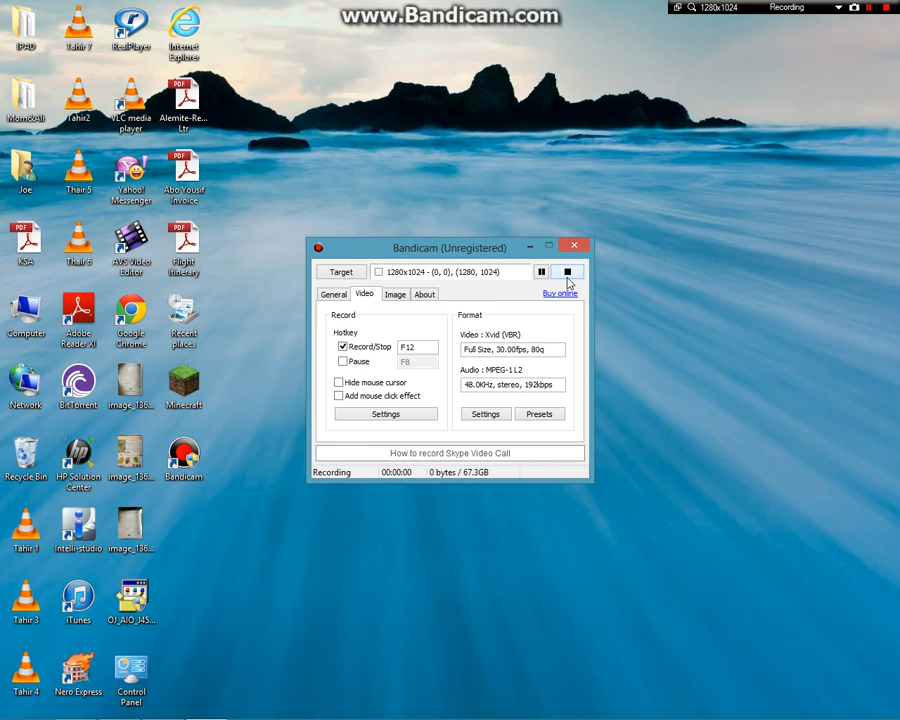 www.Bandicam.com
1280x1024
Recording
IPAD
Tahir 7
RealPlayer
Internet
Explorer
Mom&Ali
Tahir2
VLC media
player
Alemite-Re...
Ltr
Joe
Thair 5
Yahoo!
Messenger
Abo Yousif
Invoice
KSA
Thair 6
AVS Video
Editor
Flight
Itinerary
Computer
Adobe
Reader XI
Google
Chrome
Recent
places
Network
BitTorrent
image_136...
Minecraft
Recycle Bin
HP Solution
Center
image_136...
Bandicam
Tahir 1
Intelli-studio
image_136...
Tahir 3
iTunes
OJ_AIO_J45...
Tahir 4
Nero Express
Control
Panel
Bandicam (Unregistered)
Target
1280x1024 - (0, 0), (1280, 1024)
General
Video
Image
About
Buy online
Record
Hotkey
Record/Stop
F12
Pause
F8
Hide mouse cursor
Add mouse click effect
Settings
Format
Video : Xvid (VBR)
Full Size, 30.00fps, 80q
Audio : MPEG-1 L2
48.0KHz, stereo, 192kbps
Settings
Presets
How to record Skype Video Call
Recording
00:00:00
0 bytes / 67.3GB